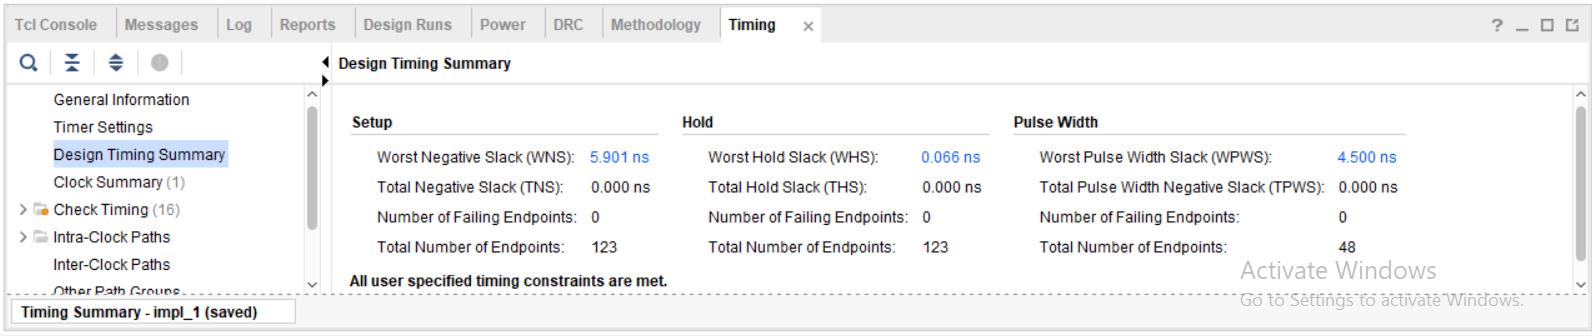 Tcl Console Messages Log Reports Design Runs Power DRC Methodology Timing
Design Timing Summary
General Information
Timer Settings
Design Timing Summary
Clock Summary (1)
Check Timing (16)
Intra-Clock Paths
Inter-Clock Paths
Other Path Groups
Setup Hold Pulse Width
Worst Negative Slack (WNS): 5.901 ns Worst Hold Slack (WHS): 0.066 ns Worst Pulse Width Slack (WPWS): 4.500 ns
Total Negative Slack (TNS): 0.000 ns Total Hold Slack (THS): 0.000 ns Total Pulse Width Negative Slack (TPWS): 0.000 ns
Number of Failing Endpoints: 0 Number of Failing Endpoints: 0 Number of Failing Endpoints: 0
Total Number of Endpoints: 123 Total Number of Endpoints: 123 Total Number of Endpoints: 48
All user specified timing constraints are met.
Activate Windows
Go to Settings to activate Windows.
Timing Summary - impl_1 (saved)